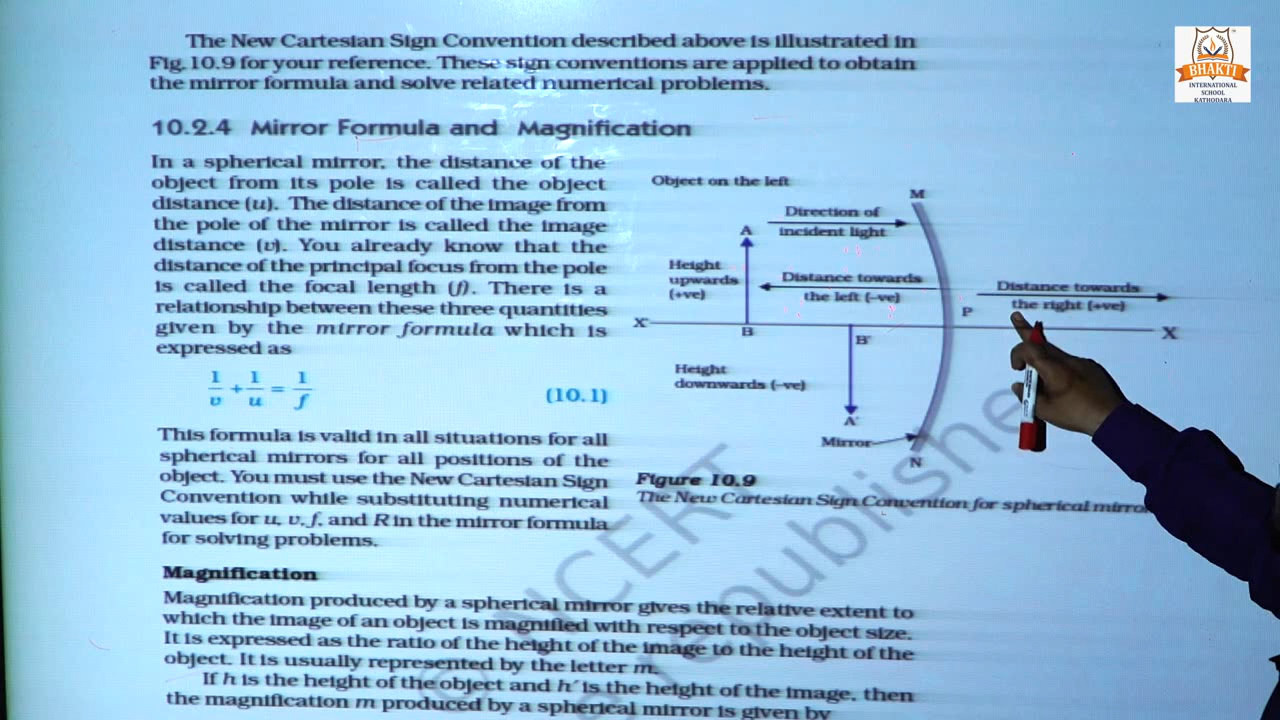 The New Cartesian Sign Convention described above is illustrated in
Fig. 10.9 for your reference. These sign conventions are applied to obtain
the mirror formula and solve related numerical problems.
10.2.4 Mirror Formula and Magnification
In a spherical mirror, the distance of the
object from its pole is called the object
distance (u). The distance of the image from
the pole of the mirror is called the image
distance (v). You already know that the
distance of the principal focus from the pole
is called the focal length (f). There is a
relationship between these three quantities
given by the mirror formula which is
expressed as
1/v + 1/u = 1/f (10.1)
This formula is valid in all situations for all
spherical mirrors for all positions of the
object. You must use the New Cartesian Sign
Convention while substituting numerical
values for u, v, f, and R in the mirror formula
for solving problems.
Object on the left
M
Direction of
incident light
A
Height
upwards
(+ve)
Distance towards
the left (–ve)
Distance towards
the right (+ve)
P
X'
B
B'
X
Height
downwards (–ve)
A'
Mirror
N
Figure 10.9
The New Cartesian Sign Convention for spherical
Magnification
Magnification produced by a spherical mirror gives the relative extent to
which the image of an object is magnified with respect to the object size.
It is expressed as the ratio of the height of the image to the height of the
object. It is usually represented by the letter m.
If h is the height of the object and h′ is the height of the image, then
the magnification m produced by a spherical mirror is given by
© NCERT
BHAKTI
INTERNATIONAL
SCHOOL
KATHODARA